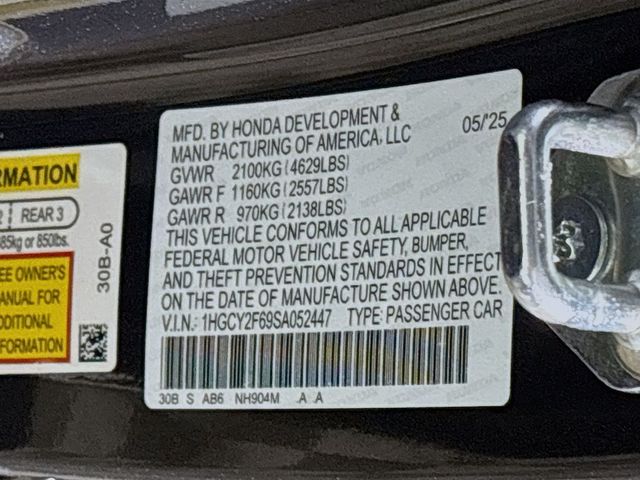 RMATION
REAR 3
385kg or 850lbs.
EE OWNER'S
ANUAL FOR
DDITIONAL
FORMATION
30B-A0
MFD. BY HONDA DEVELOPMENT & 05/'25
MANUFACTURING OF AMERICA, LLC
GVWR 2100KG(4629LBS)
GAWR F 1160KG(2557LBS)
GAWR R 970KG(2138LBS)
THIS VEHICLE CONFORMS TO ALL APPLICABLE
FEDERAL MOTOR VEHICLE SAFETY, BUMPER,
AND THEFT PREVENTION STANDARDS IN EFFECT
ON THE DATE OF MANUFACTURE SHOWN ABOVE.
V.I.N.: 1HGCY2F69SA052447 TYPE: PASSENGER CAR
30B S AB6 NH904M .A .A